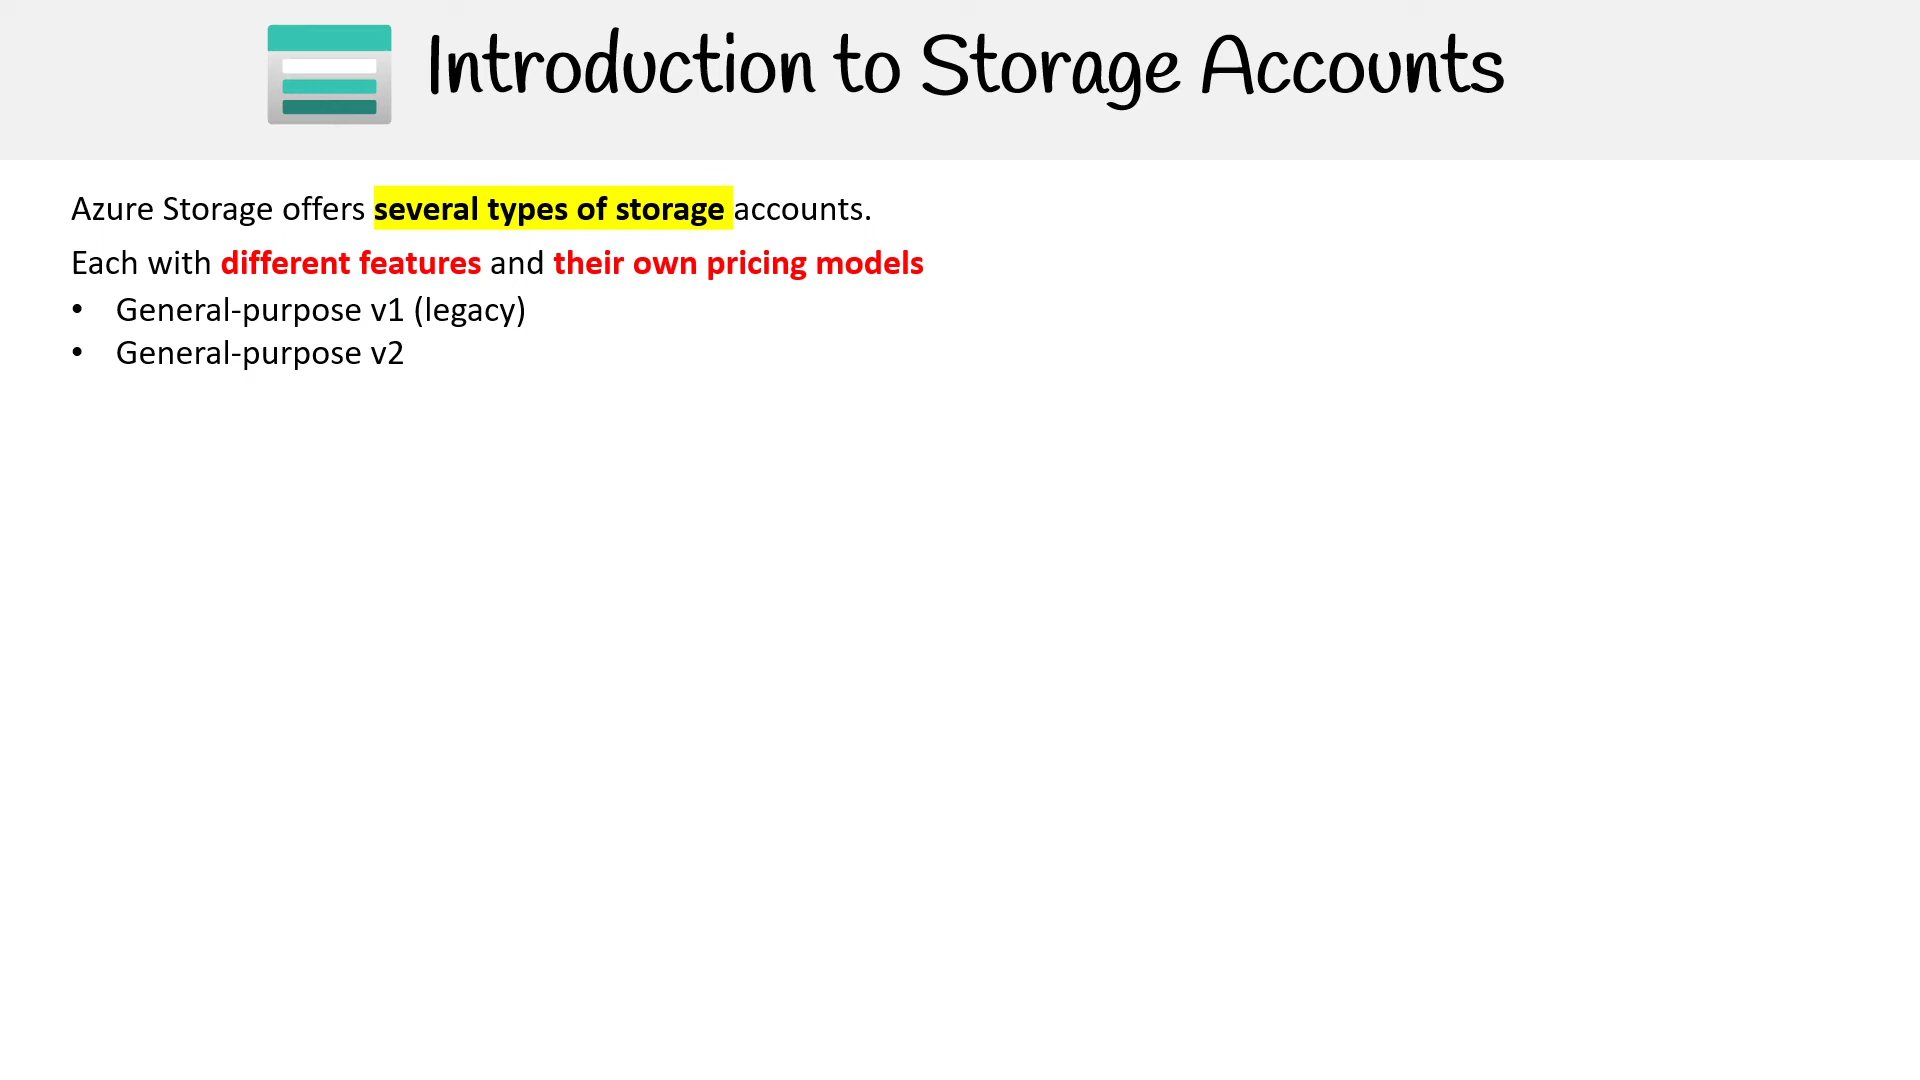 Introduction to Storage Accounts
Azure Storage offers several types of storage accounts.
Each with different features and their own pricing models
• General-purpose v1 (legacy)
• General-purpose v2